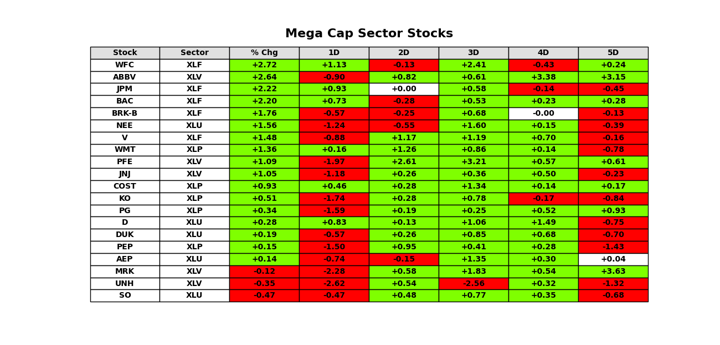 Mega Cap Sector Stocks
Stock Sector % Chg 1D 2D 3D 4D 5D
WFC XLF +2.72 +1.13 -0.13 +2.41 -0.43 +0.24
ABBV XLV +2.64 -0.90 +0.82 +0.61 +3.38 +3.15
JPM XLF +2.22 +0.93 +0.00 +0.58 -0.14 -0.45
BAC XLF +2.20 +0.73 -0.28 +0.53 +0.23 +0.28
BRK-B XLF +1.76 -0.57 -0.25 +0.68 -0.00 -0.13
NEE XLU +1.56 -1.24 -0.55 +1.60 +0.15 -0.39
V XLF +1.48 -0.88 +1.17 +1.19 +0.70 -0.16
WMT XLP +1.36 +0.16 +1.26 +0.86 +0.14 -0.78
PFE XLV +1.09 -1.97 +2.61 +3.21 +0.57 +0.61
JNJ XLV +1.05 -1.18 +0.26 +0.36 +0.50 -0.23
COST XLP +0.93 +0.46 +0.28 +1.34 +0.14 +0.17
KO XLP +0.51 -1.74 +0.28 +0.78 -0.17 -0.84
PG XLP +0.34 -1.59 +0.19 +0.25 +0.52 +0.93
D XLU +0.28 +0.83 +0.13 +1.06 +1.49 -0.75
DUK XLU +0.19 -0.57 +0.26 +0.85 +0.68 -0.70
PEP XLP +0.15 -1.50 +0.95 +0.41 +0.28 -1.43
AEP XLU +0.14 -0.74 -0.15 +1.35 +0.30 +0.04
MRK XLV -0.12 -2.28 +0.58 +1.83 +0.54 +3.63
UNH XLV -0.35 -2.62 +0.54 -2.56 +0.32 -1.32
SO XLU -0.47 -0.47 +0.48 +0.77 +0.35 -0.68